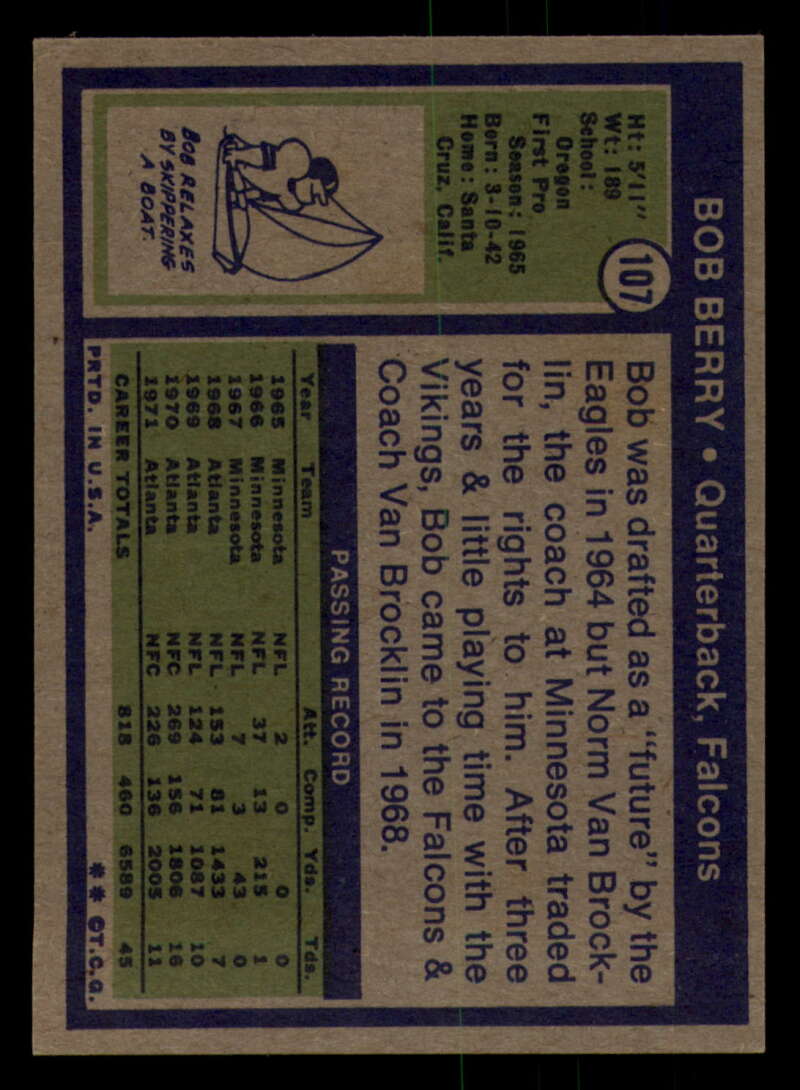 BOB BERRY • Quarterback, Falcons
107
Ht: 5'11"
Wt: 189
School:
Oregon
First Pro
Season: 1965
Born: 3-10-42
Home: Santa
Cruz, Calif.
BOB RELAXES
BY SKIPPERING
A BOAT.
Bob was drafted as a "future" by the
Eagles in 1964 but Norm Van Brock-
lin, the coach at Minnesota traded
for the rights to him. After three
years & little playing time with the
Vikings, Bob came to the Falcons &
Coach Van Brocklin in 1968.
PASSING RECORD
Year Team Att. Comp. Yds. Tds.
1965 Minnesota NFL 2 0 0 0
1966 Minnesota NFL 37 13 215 1
1967 Minnesota NFL 7 3 43 0
1968 Atlanta NFL 153 81 1433 7
1969 Atlanta NFL 124 71 1087 10
1970 Atlanta NFC 269 156 1806 16
1971 Atlanta NFC 226 136 2005 11
CAREER TOTALS 818 460 6589 45
PRTD. IN U.S.A. ** ©T.C.G.